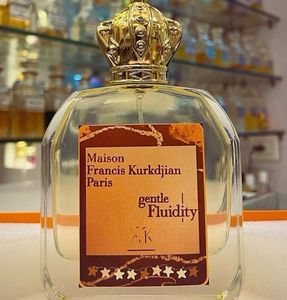 Maison
Francis Kurkdjian
Paris
gentle
Fluidity